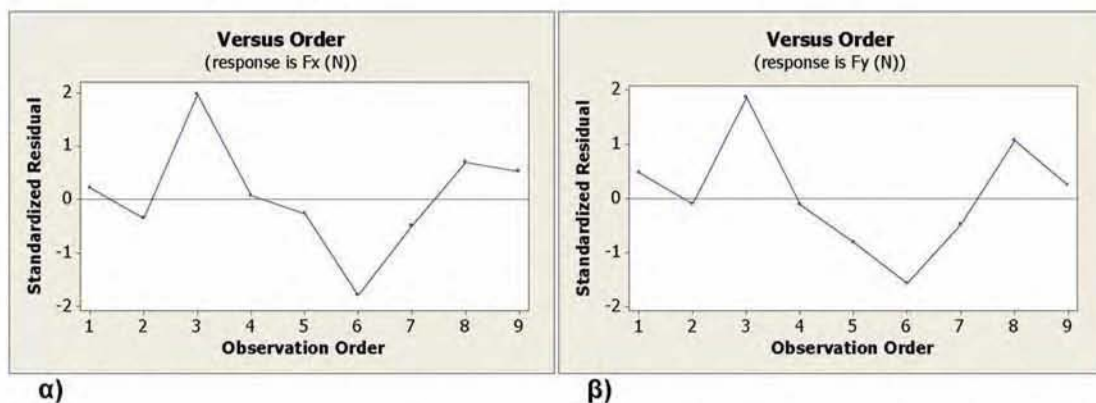 Versus Order
(response is Fx (N))
Standardized Residual
2
1
0
-1
-2
1 2 3 4 5 6 7 8 9
Observation Order
α)
Versus Order
(response is Fy (N))
Standardized Residual
2
1
0
-1
-2
1 2 3 4 5 6 7 8 9
Observation Order
β)